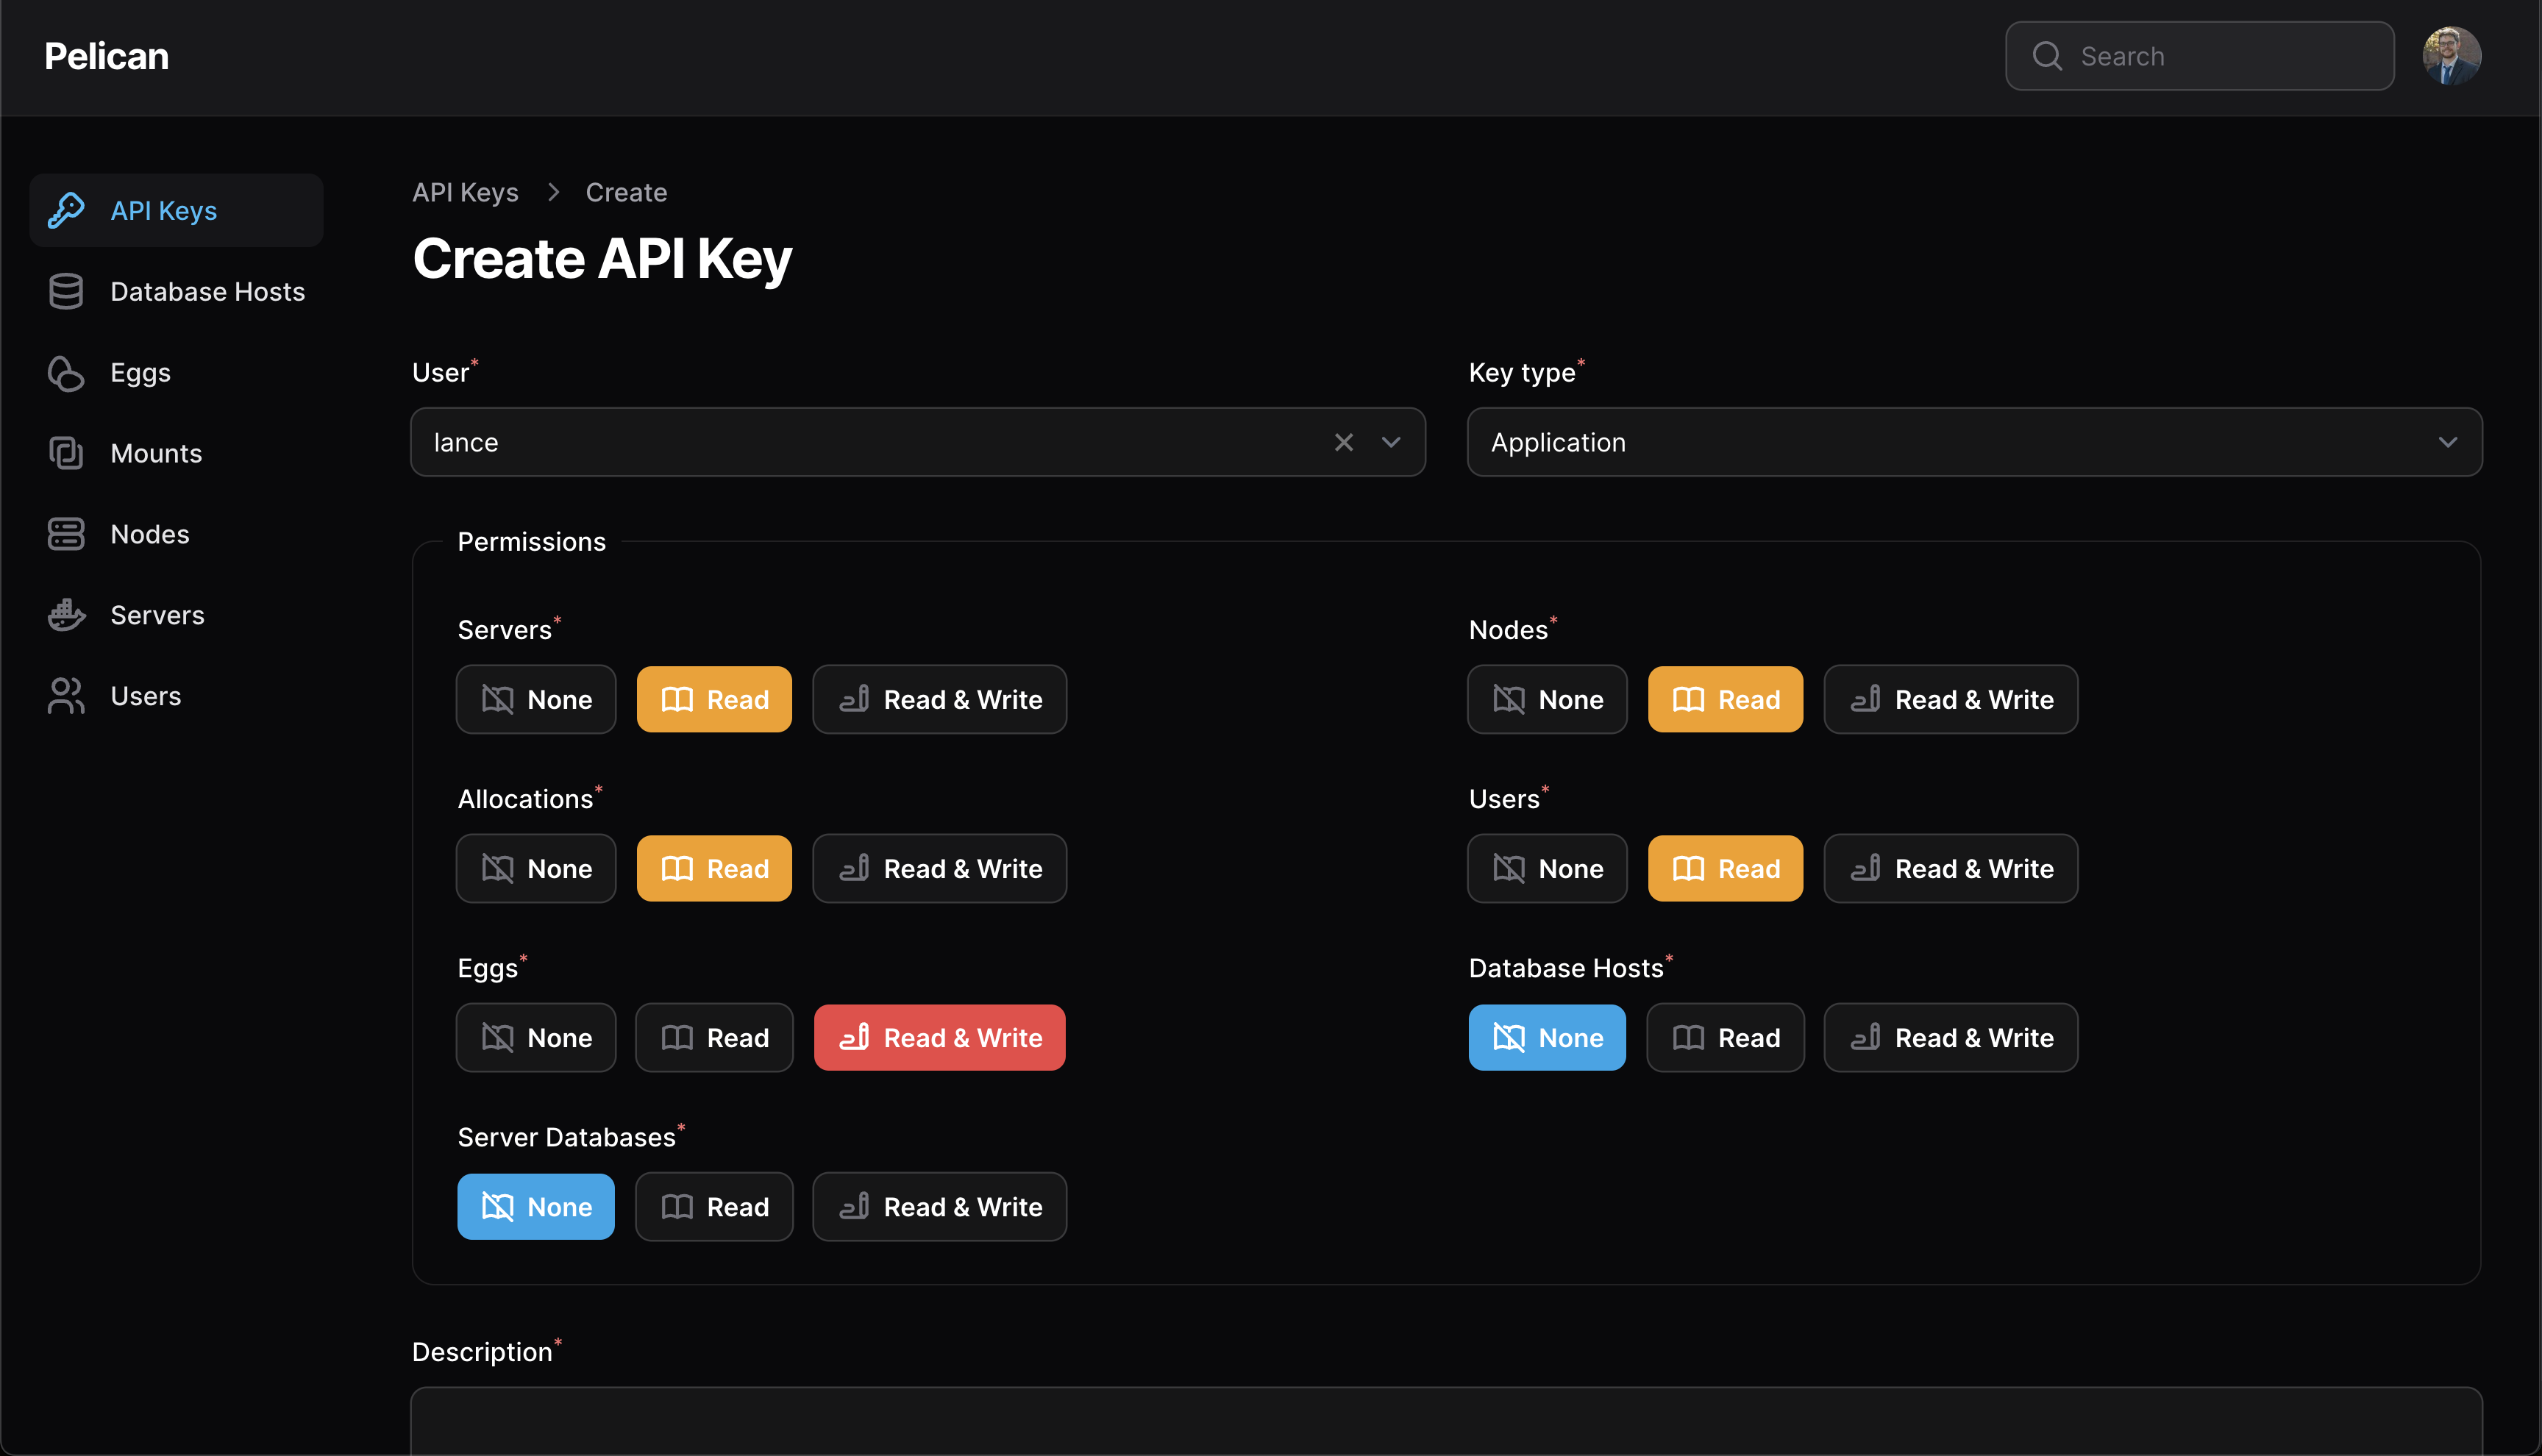 Pelican
Search
API Keys
Database Hosts
Eggs
Mounts
Nodes
Servers
Users
API Keys > Create
Create API Key
User*
lance
Key type*
Application
Permissions
Servers*
None Read Read & Write
Nodes*
None Read Read & Write
Allocations*
None Read Read & Write
Users*
None Read Read & Write
Eggs*
None Read Read & Write
Database Hosts*
None Read Read & Write
Server Databases*
None Read Read & Write
Description*